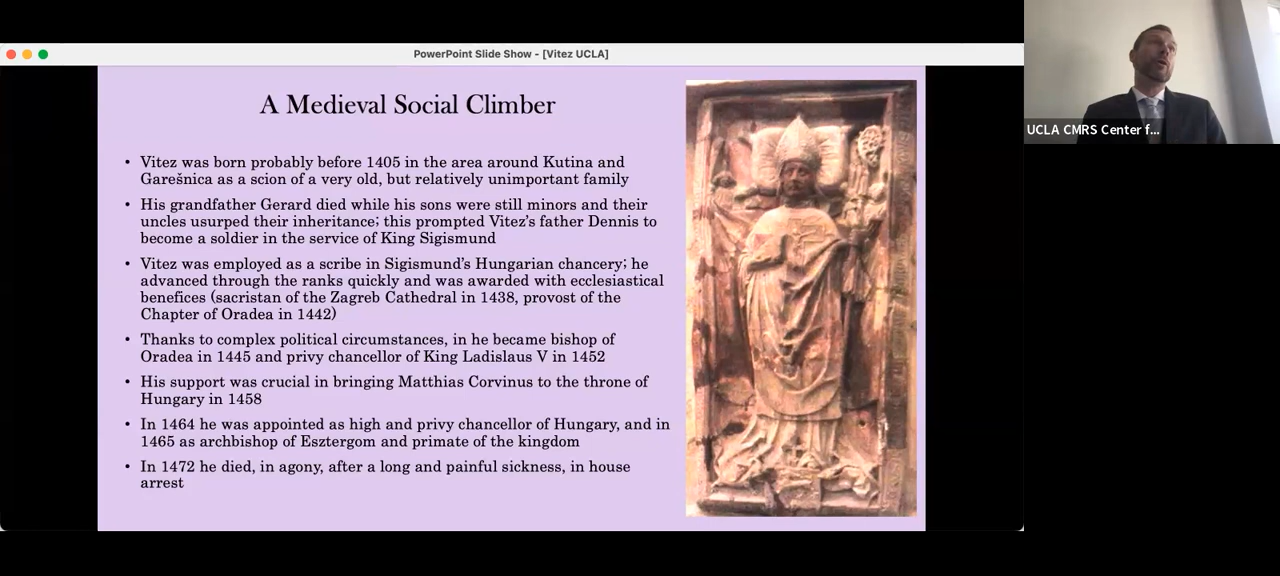 PowerPoint Slide Show - [Vitez UCLA]
A Medieval Social Climber
• Vitez was born probably before 1405 in the area around Kutina and
Garešnica as a scion of a very old, but relatively unimportant family
• His grandfather Gerard died while his sons were still minors and their
uncles usurped their inheritance; this prompted Vitez's father Dennis to
become a soldier in the service of King Sigismund
• Vitez was employed as a scribe in Sigismund's Hungarian chancery; he
advanced through the ranks quickly and was awarded with ecclesiastical
benefices (sacristan of the Zagreb Cathedral in 1438, provost of the
Chapter of Oradea in 1442)
• Thanks to complex political circumstances, in he became bishop of
Oradea in 1445 and privy chancellor of King Ladislaus V in 1452
• His support was crucial in bringing Matthias Corvinus to the throne of
Hungary in 1458
• In 1464 he was appointed as high and privy chancellor of Hungary, and in
1465 as archbishop of Esztergom and primate of the kingdom
• In 1472 he died, in agony, after a long and painful sickness, in house
arrest
UCLA CMRS Center f...